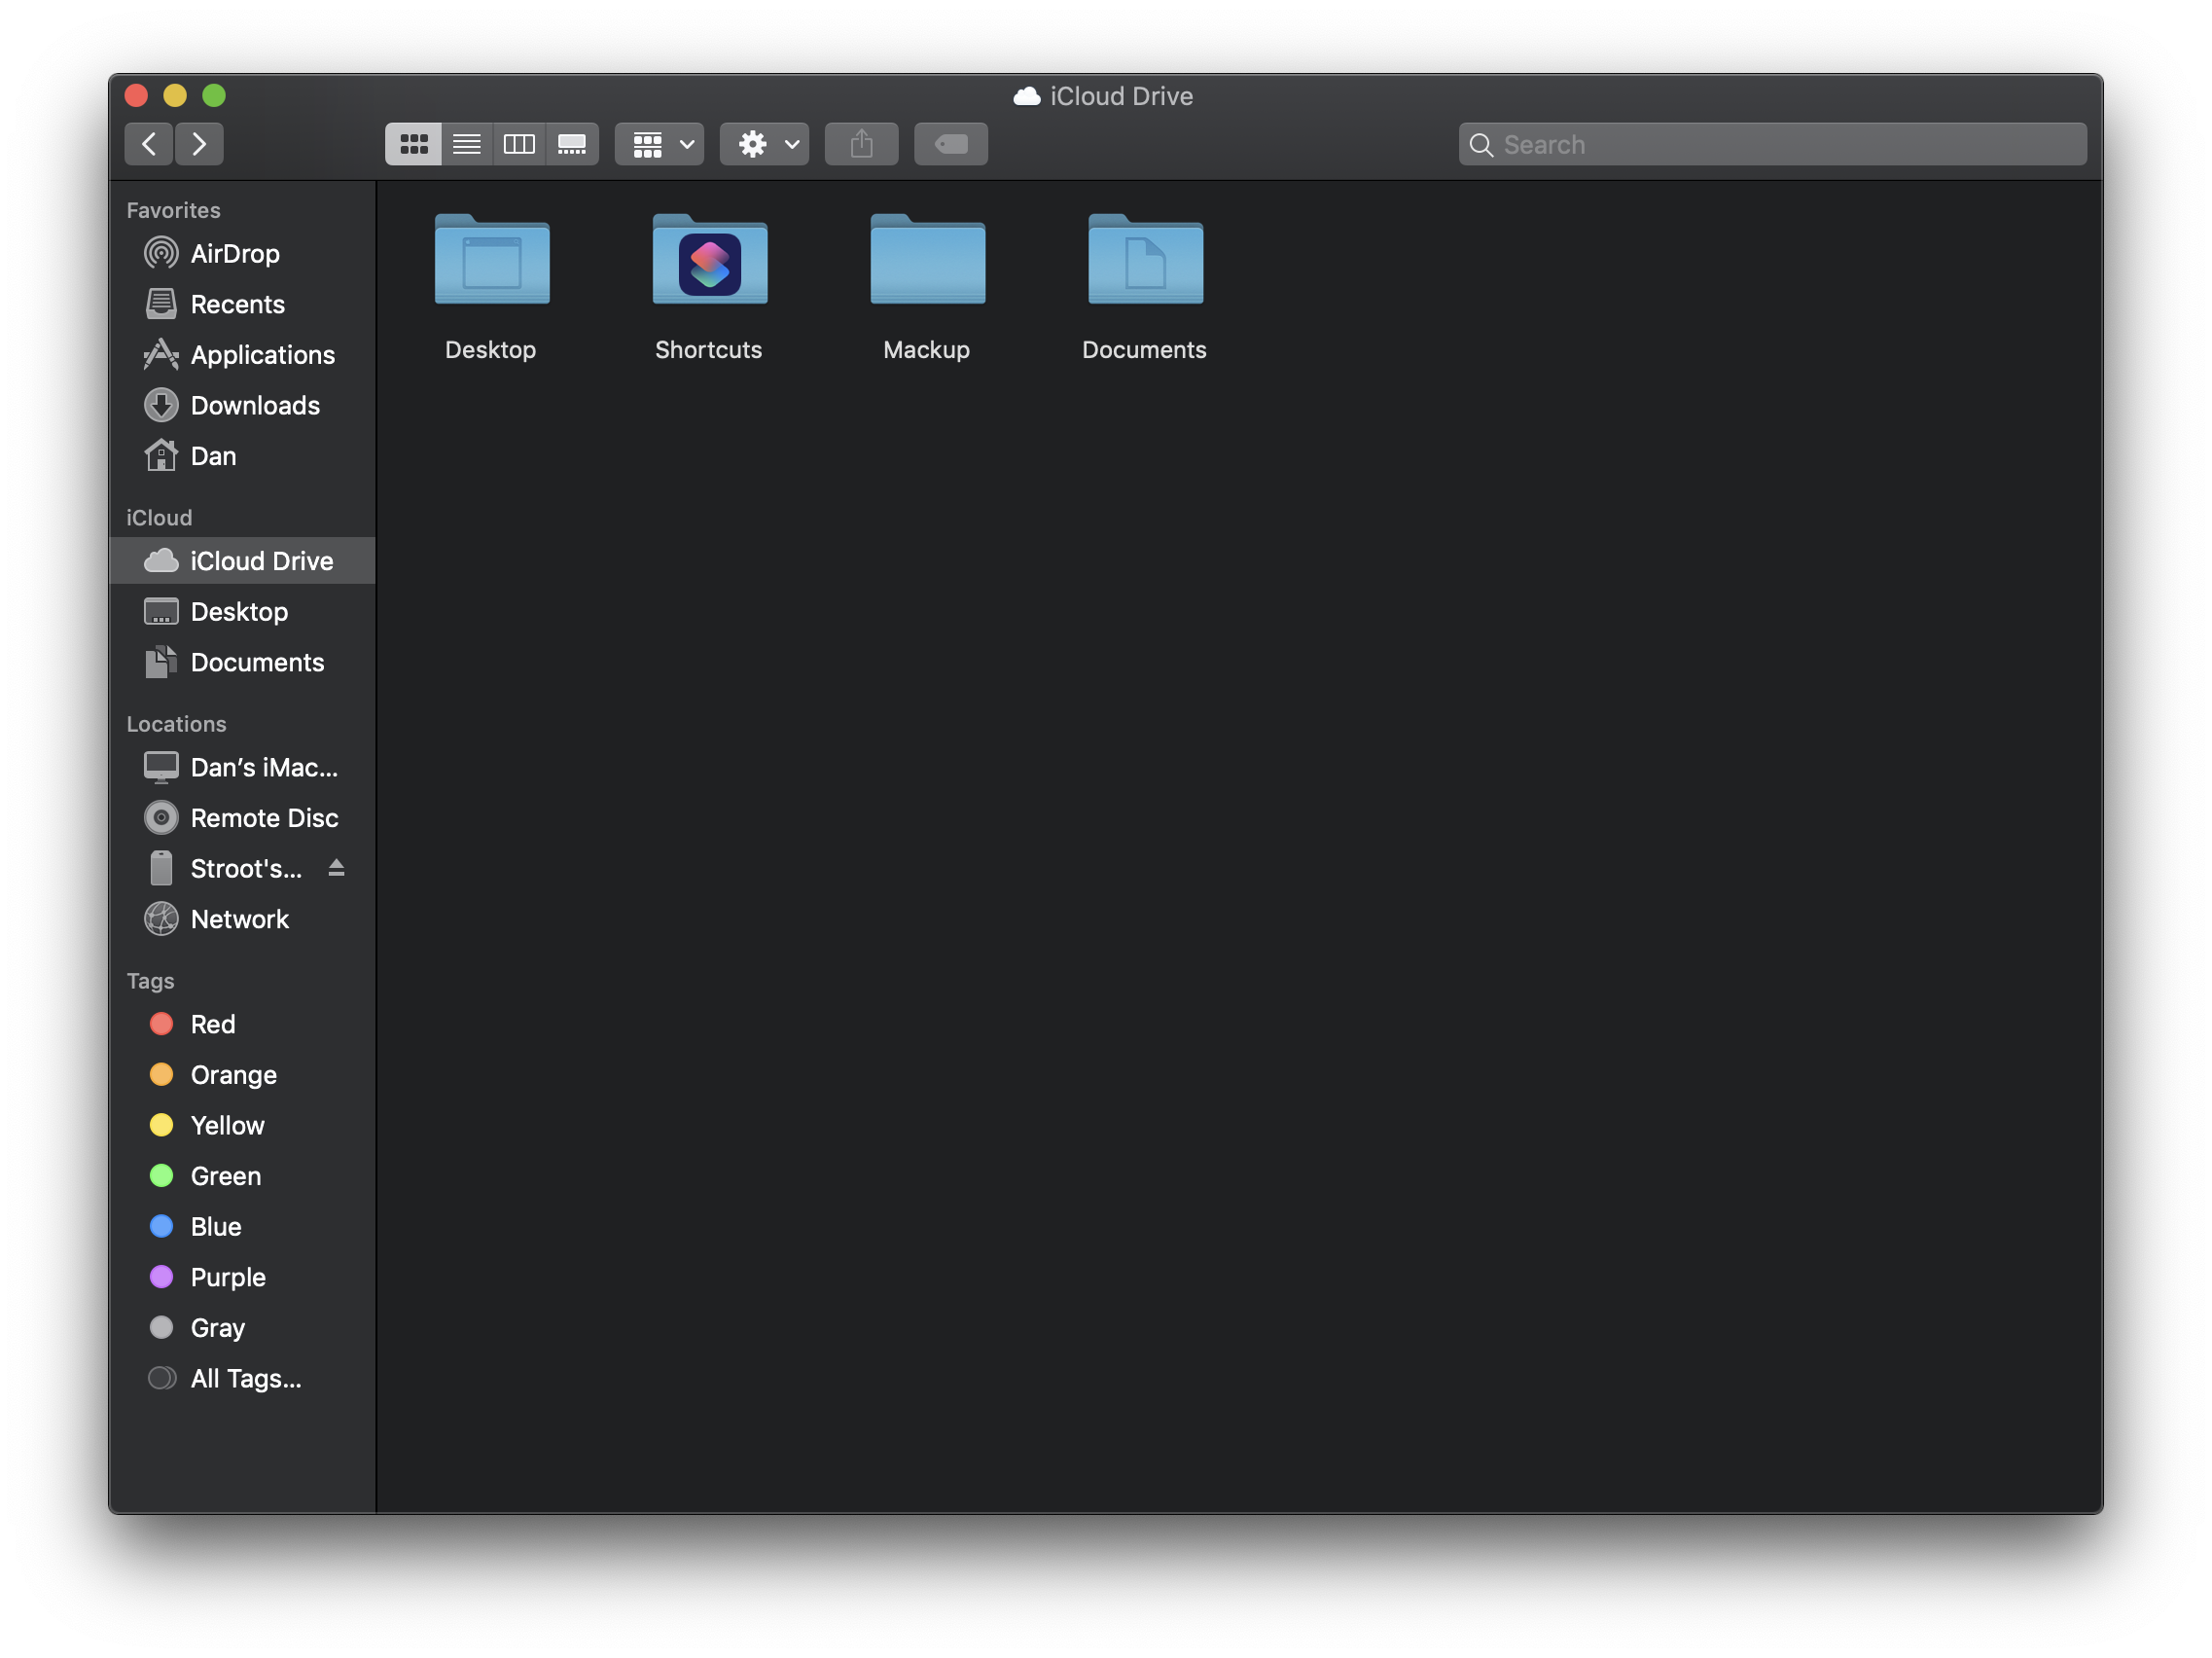 iCloud Drive
Search
Favorites
AirDrop
Recents
Applications
Downloads
Dan
iCloud
iCloud Drive
Desktop
Documents
Locations
Dan’s iMac...
Remote Disc
Stroot's...
Network
Tags
Red
Orange
Yellow
Green
Blue
Purple
Gray
All Tags...
Desktop
Shortcuts
Mackup
Documents